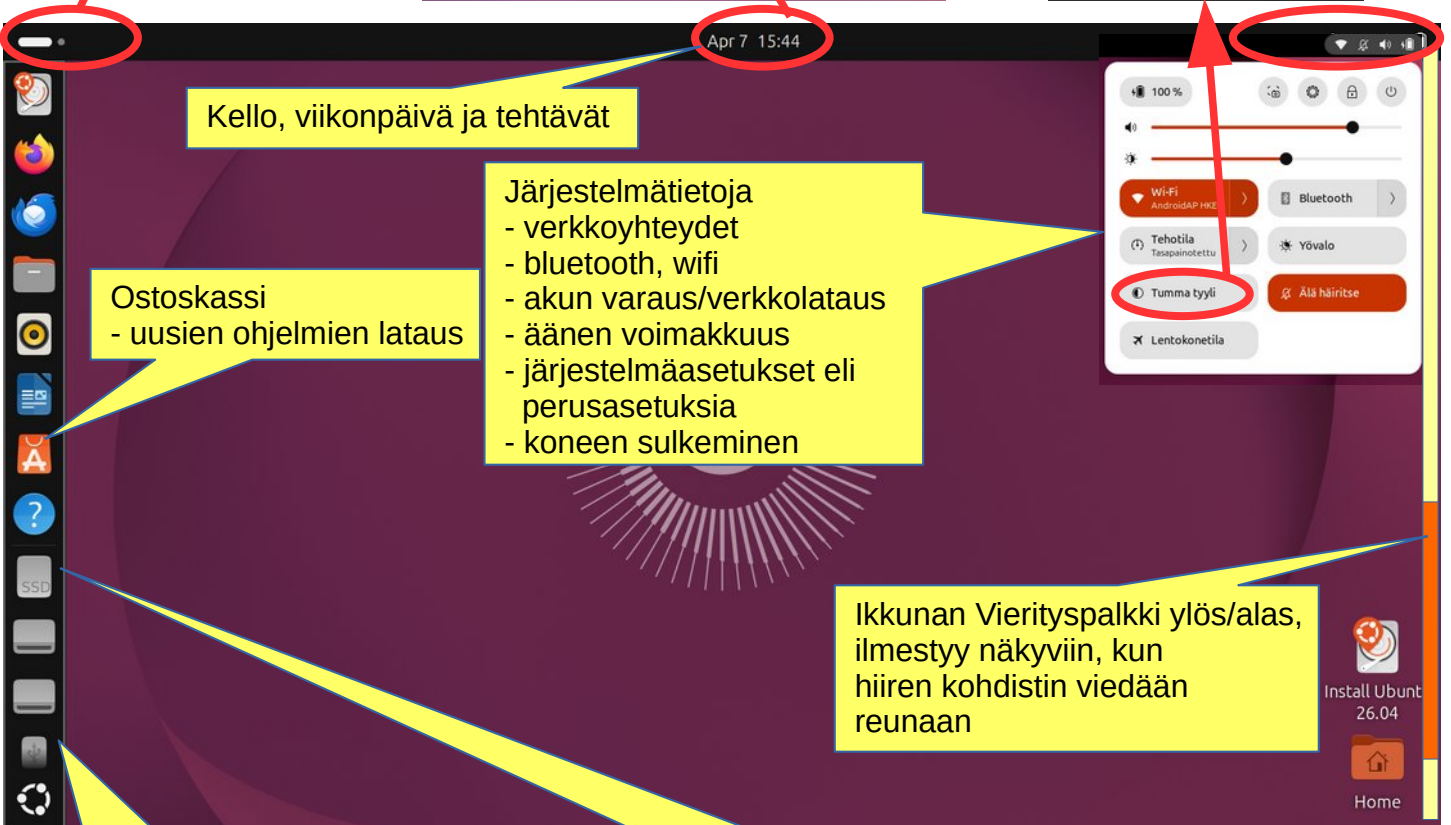 Apr 7 15:44
Kello, viikonpäivä ja tehtävät
100 %
Järjestelmätietoja
- verkkoyhteydet
- bluetooth, wifi
- akun varaus/verkkolataus
- äänen voimakkuus
- järjestelmäasetukset eli
perusasetuksia
- koneen sulkeminen
Wi-Fi
AndroidAP HKE
Bluetooth
Tehotila
Tasapainotettu
Yövalo
Tumma tyyli
Älä häiritse
Lentokonetila
Ostoskassi
- uusien ohjelmien lataus
A
?
SSD
Ikkunan Vierityspalkki ylös/alas,
ilmestyy näkyviin, kun
hiiren kohdistin viedään
reunaan
Install Ubunt
26.04
Home